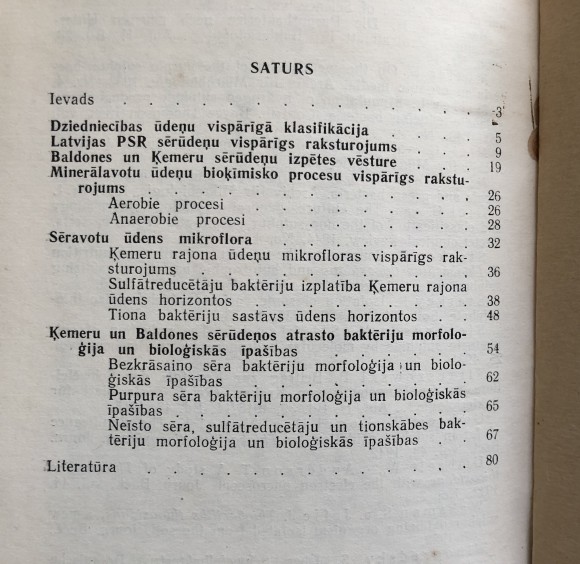 SATURS
Ievads . . . . . . . . . . . 3
Dziedniecības ūdeņu vispārīgā klasifikācija . . 5
Latvijas PSR sērūdeņu vispārīgs raksturojums . 9
Baldones un Ķemeru sērūdeņu izpētes vēsture . . 19
Minerālavotu ūdeņu bioķīmisko procesu vispārīgs rakstu-
rojums . . . . . . . . . . 26
Aerobie procesi . . . . . . . 26
Anaerobie procesi . . . . . . . 28
Sēravotu ūdens mikroflora . . . . . . 32
Ķemeru rajona ūdeņu mikrofloras vispārīgs rak-
sturojums . . . . . . . . . 36
Sulfātreducētāju baktēriju izplatība Ķemeru rajona
ūdens horizontos . . . . . . . 38
Tiona baktēriju sastāvs ūdens horizontos . . 48
Ķemeru un Baldones sērūdeņos atrasto baktēriju morfolo-
ģija un bioloģiskās īpašības . . . . . 54
Bezkrāsaino sēra baktēriju morfoloģija un biolo-
ģiskās īpašības . . . . . . . . 62
Purpura sēra baktēriju morfoloģija un bioloģiskās
īpašības . . . . . . . . . 65
Neīsto sēra, sulfātreducētāju un tionskābes bak-
tēriju morfoloģija un bioloģiskās īpašības . . 67
Literatūra . . . . . . . . . . 80